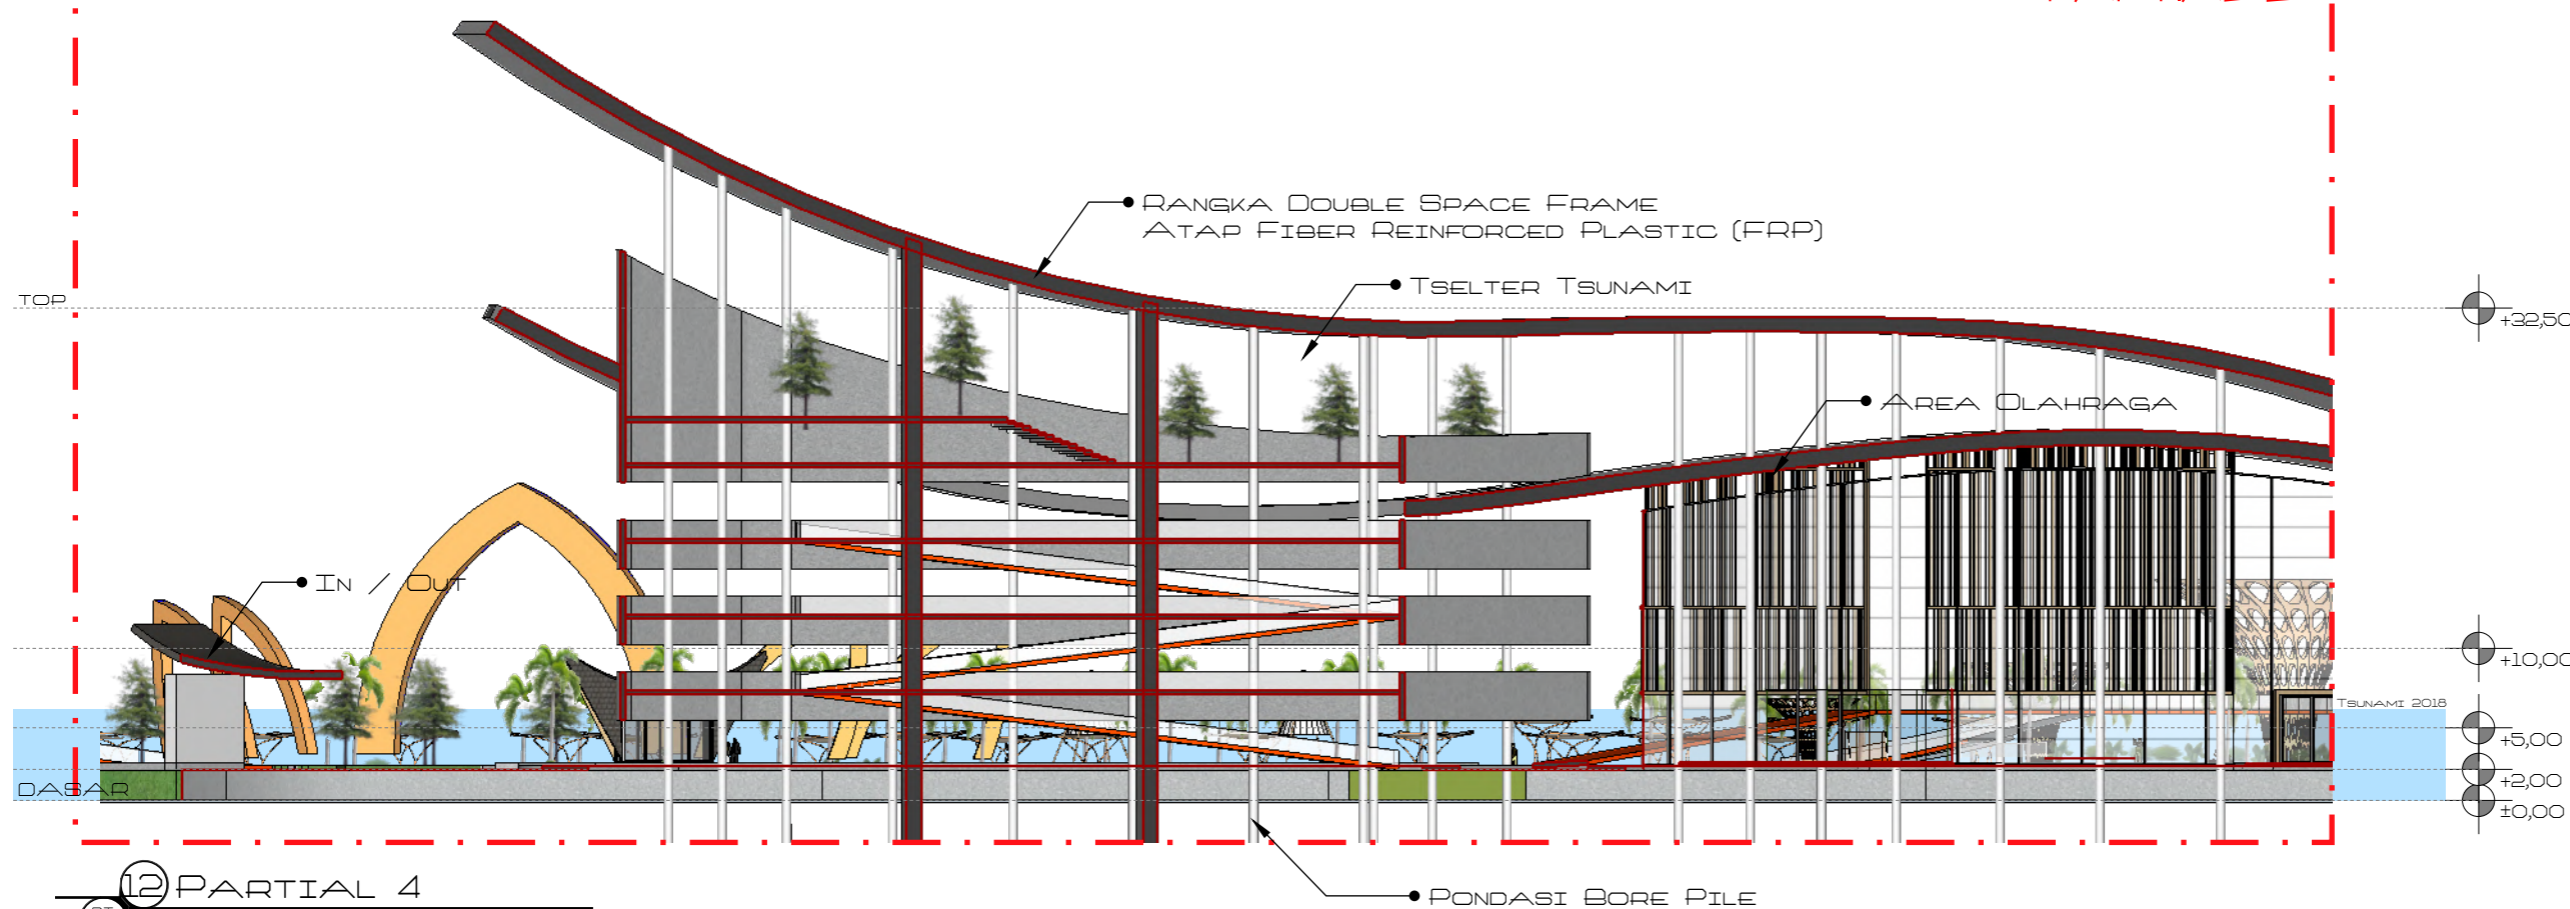 RANGKA DOUBLE SPACE FRAME
ATAP FIBER REINFORCED PLASTIC (FRP)
TSELTER TSUNAMI
TOP
+32,50
AREA OLAHRAGA
IN / OUT
+10,00
TSUNAMI 2018
+5,00
+2,00
DASAR
±0,00
12 PARTIAL 4
PONDASI BORE PILE